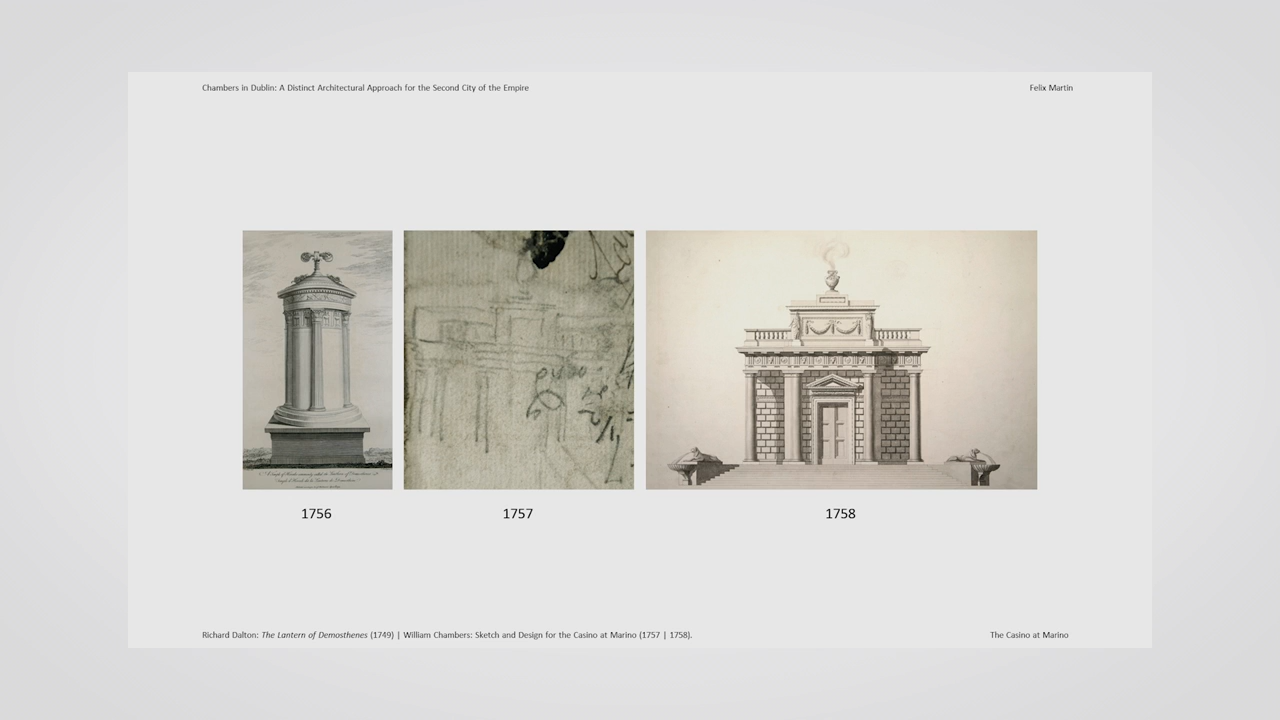 Chambers in Dublin: A Distinct Architectural Approach for the Second City of the Empire
Felix Martin
1756
1757
1758
Richard Dalton: The Lantern of Demosthenes (1749) | William Chambers: Sketch and Design for the Casino at Marino (1757 | 1758).
The Casino at Marino